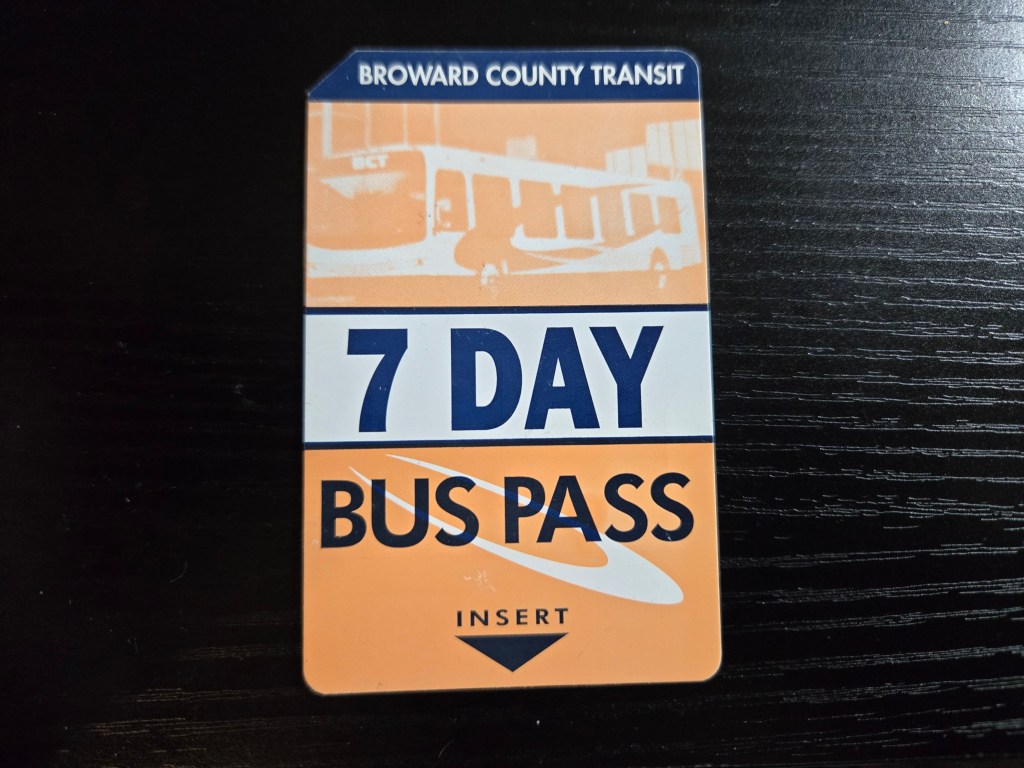 BROWARD COUNTY TRANSIT
BCT
7 DAY
BUS PASS
INSERT